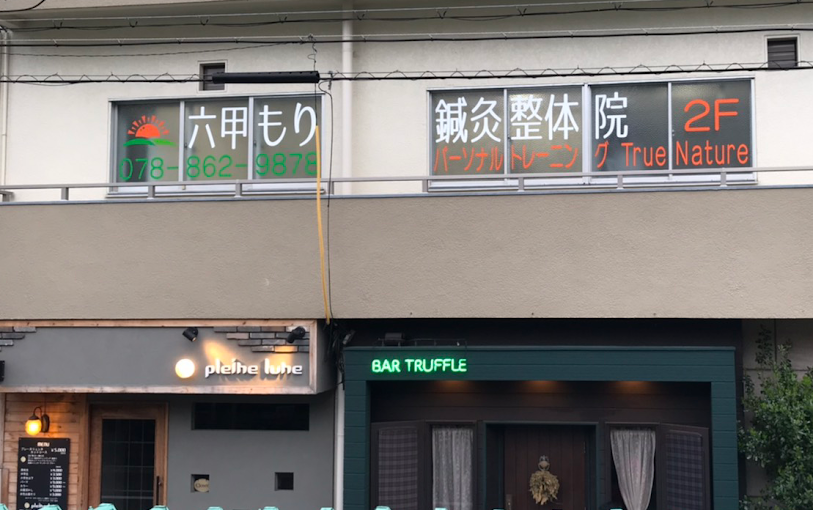 六甲もり
078-862-9878
鍼灸整体院 2F
パーソナルトレーニング True Nature
pleine lune
BAR TRUFFLE
MENU